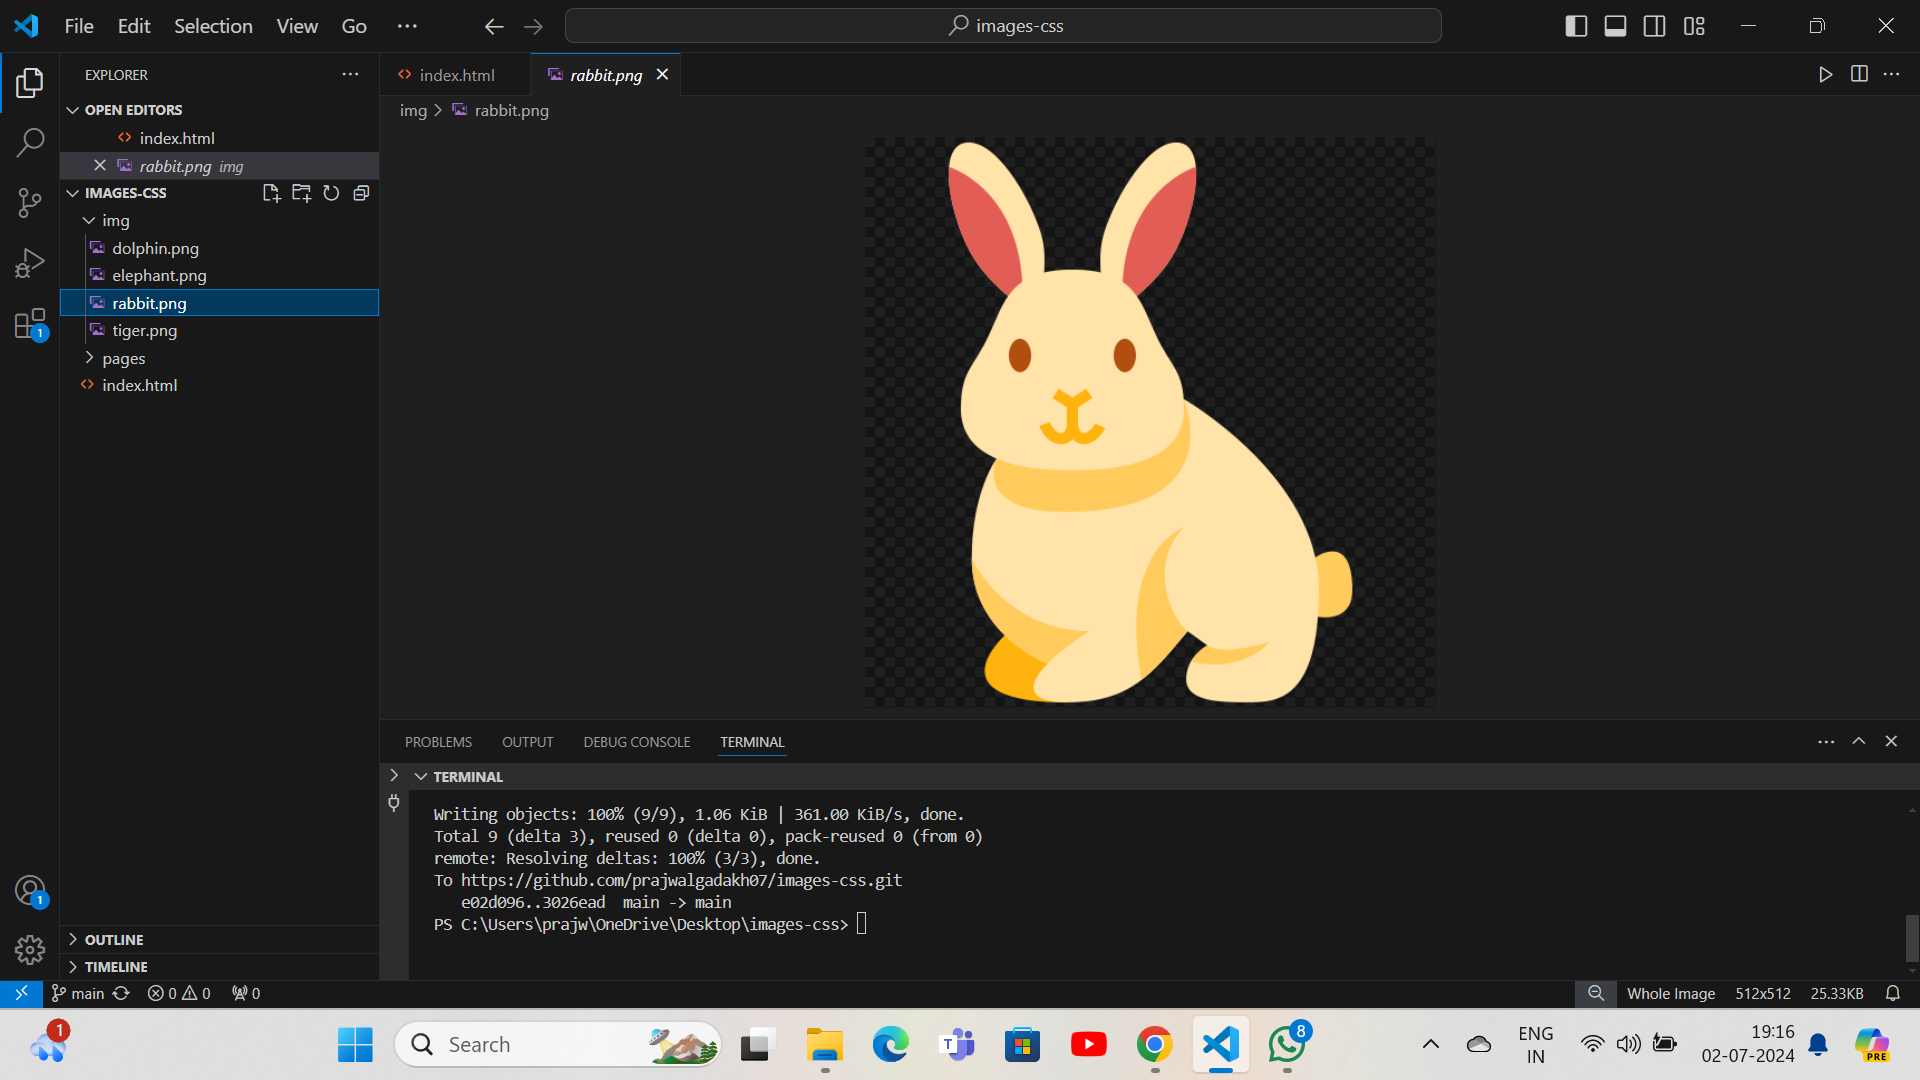 File Edit Selection View Go
images-css
EXPLORER
OPEN EDITORS
index.html
rabbit.png img
IMAGES-CSS
img
dolphin.png
elephant.png
rabbit.png
tiger.png
pages
index.html
OUTLINE
TIMELINE
1
1
index.html
rabbit.png
img > rabbit.png
PROBLEMS OUTPUT DEBUG CONSOLE TERMINAL
TERMINAL
Writing objects: 100% (9/9), 1.06 KiB | 361.00 KiB/s, done.
Total 9 (delta 3), reused 0 (delta 0), pack-reused 0 (from 0)
remote: Resolving deltas: 100% (3/3), done.
To https://github.com/prajwalgadakh07/images-css.git
e02d096..3026ead main -> main
PS C:\Users\prajw\OneDrive\Desktop\images-css>
main 0 0 0
Whole Image 512x512 25.33KB
1
Search
T
8
ENG
IN
19:16
02-07-2024
PRE